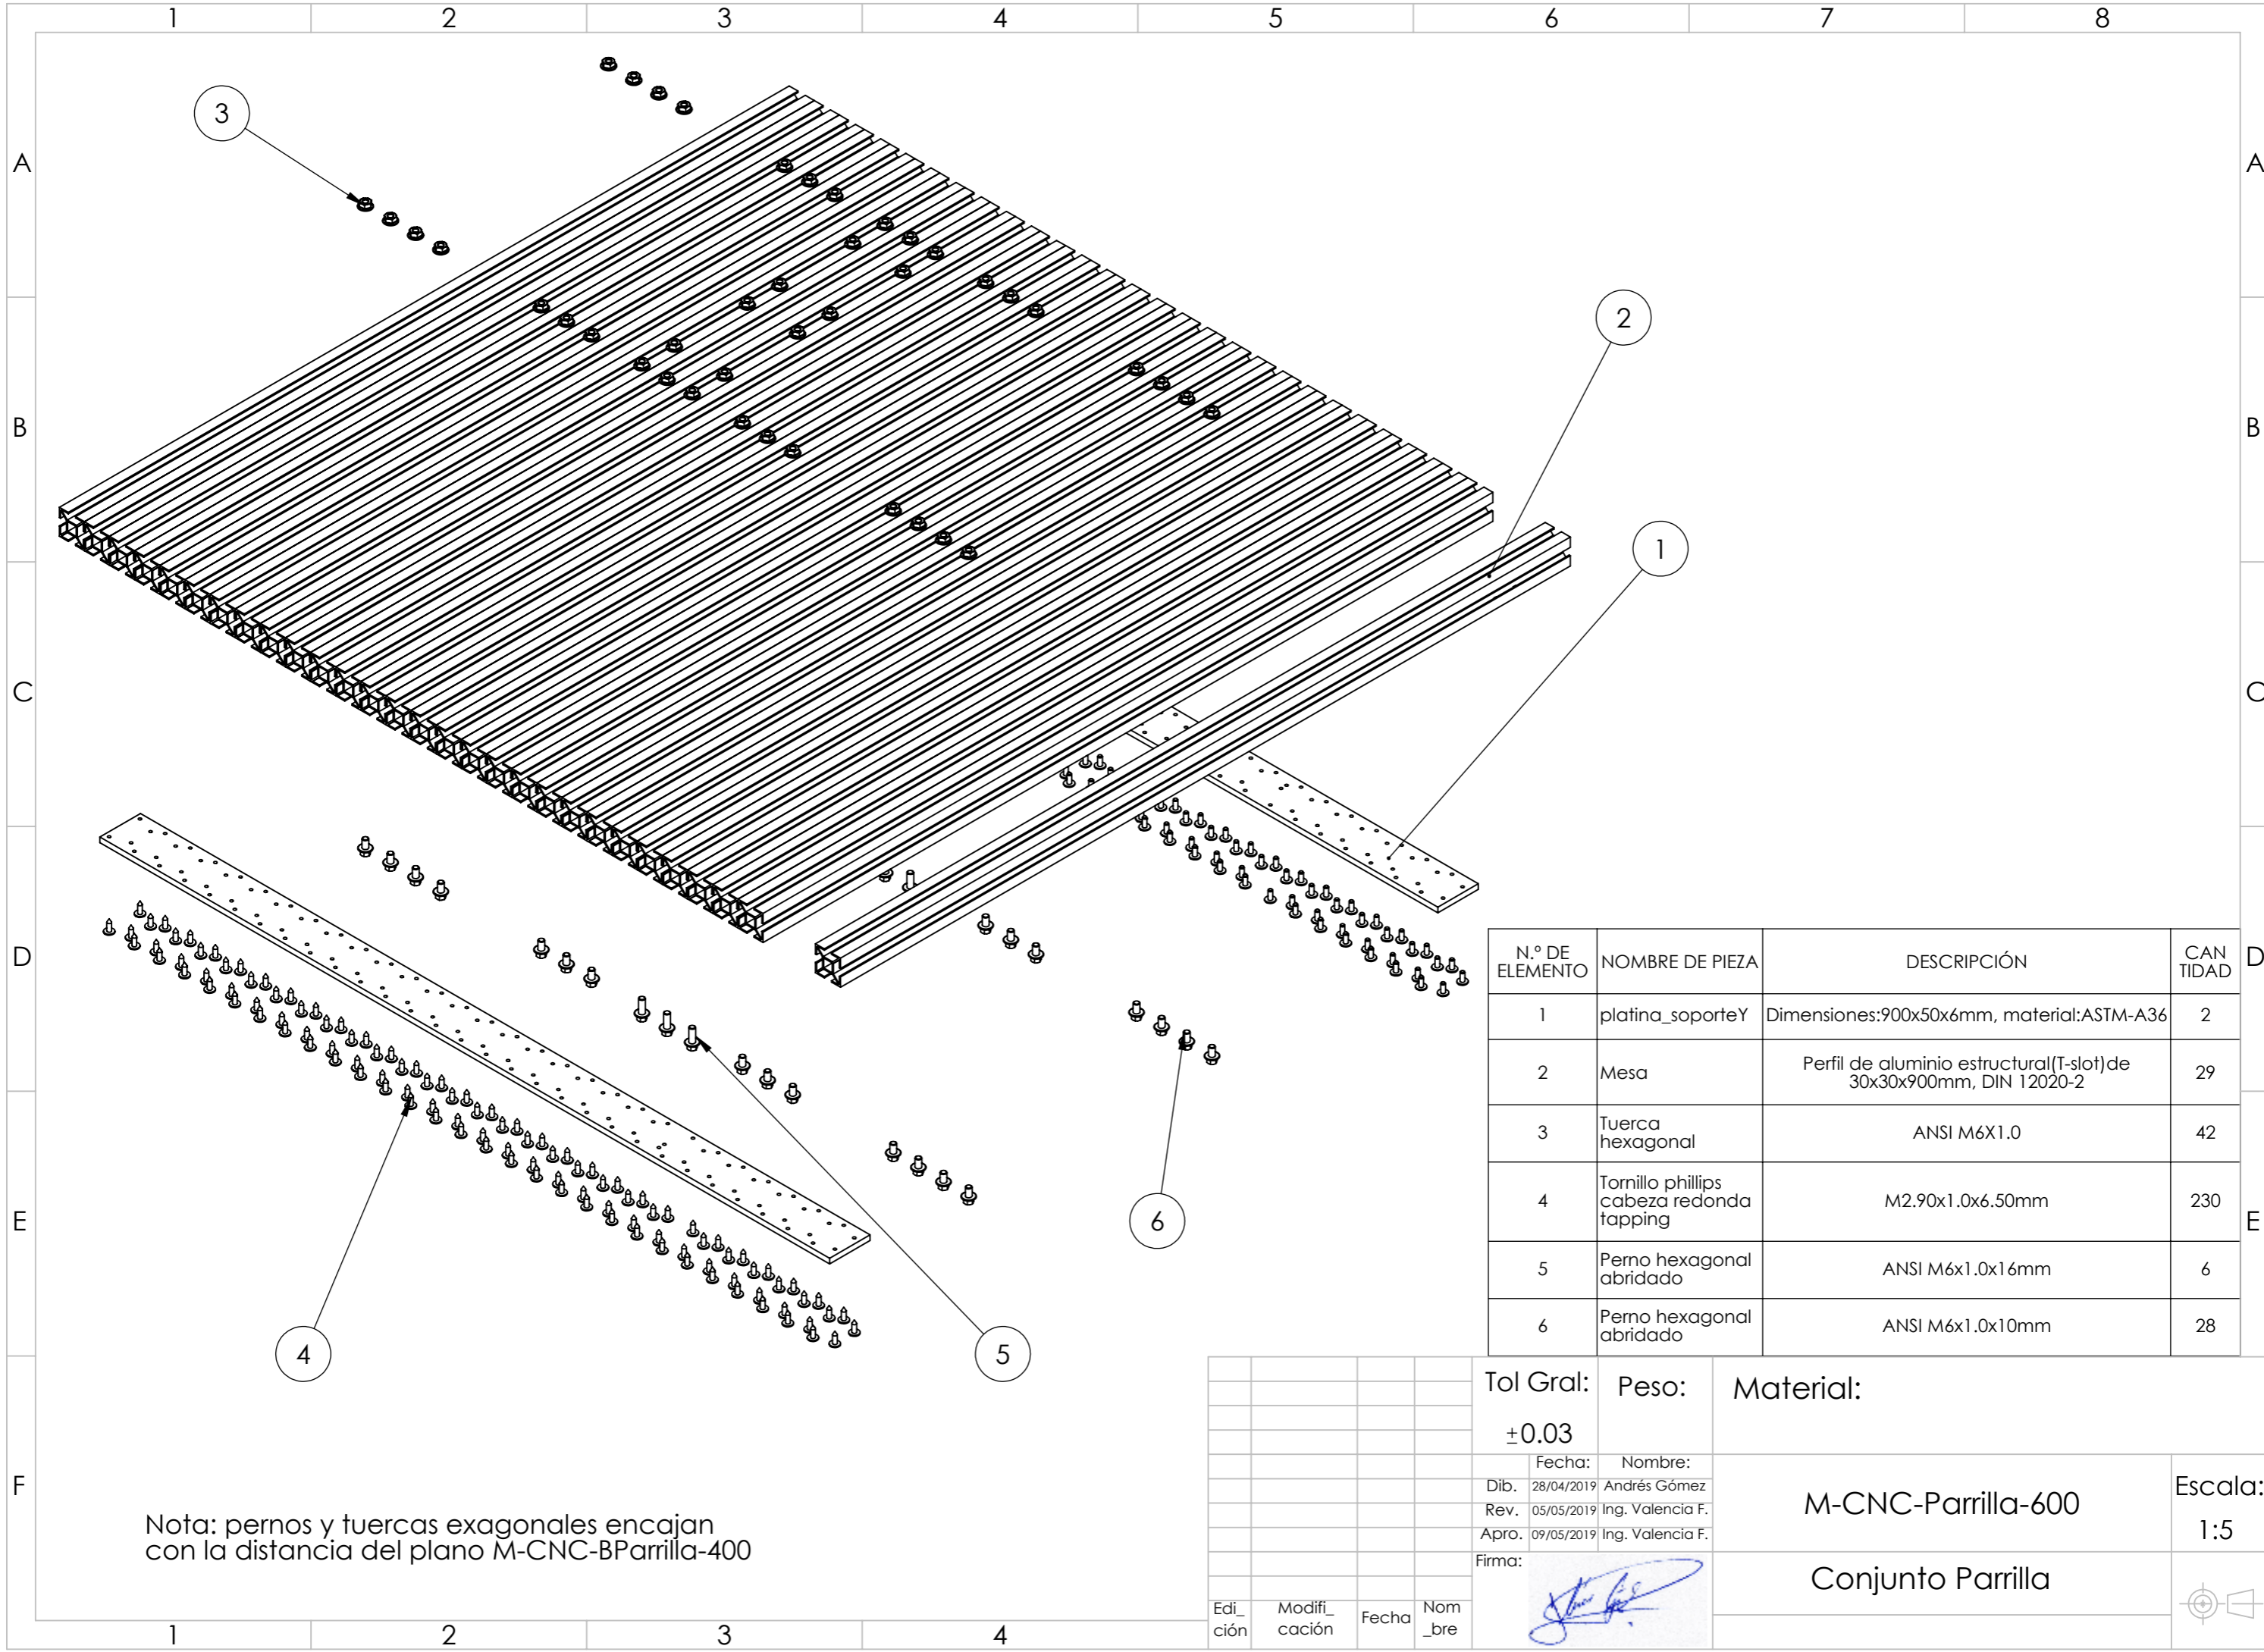 1 2 3 4 5 6 7 8
A A
B B
C C
D D
E E
F
3
2
1
4
5
6
N.º DE ELEMENTO NOMBRE DE PIEZA DESCRIPCIÓN CAN TIDAD
1 platina_soporteY Dimensiones:900x50x6mm, material:ASTM-A36 2
2 Mesa Perfil de aluminio estructural(T-slot)de 30x30x900mm, DIN 12020-2 29
3 Tuerca hexagonal ANSI M6X1.0 42
4 Tornillo phillips cabeza redonda tapping M2.90x1.0x6.50mm 230
5 Perno hexagonal abridado ANSI M6x1.0x16mm 6
6 Perno hexagonal abridado ANSI M6x1.0x10mm 28
Tol Gral: Peso: Material:
±0.03
Fecha: Nombre:
Dib. 28/04/2019 Andrés Gómez
Rev. 05/05/2019 Ing. Valencia F.
Apro. 09/05/2019 Ing. Valencia F.
Firma:
M-CNC-Parrilla-600
Escala:
1:5
Conjunto Parrilla
Edi_ ción Modifi_ cación Fecha Nom _bre
Nota: pernos y tuercas exagonales encajan
con la distancia del plano M-CNC-BParrilla-400
1 2 3 4